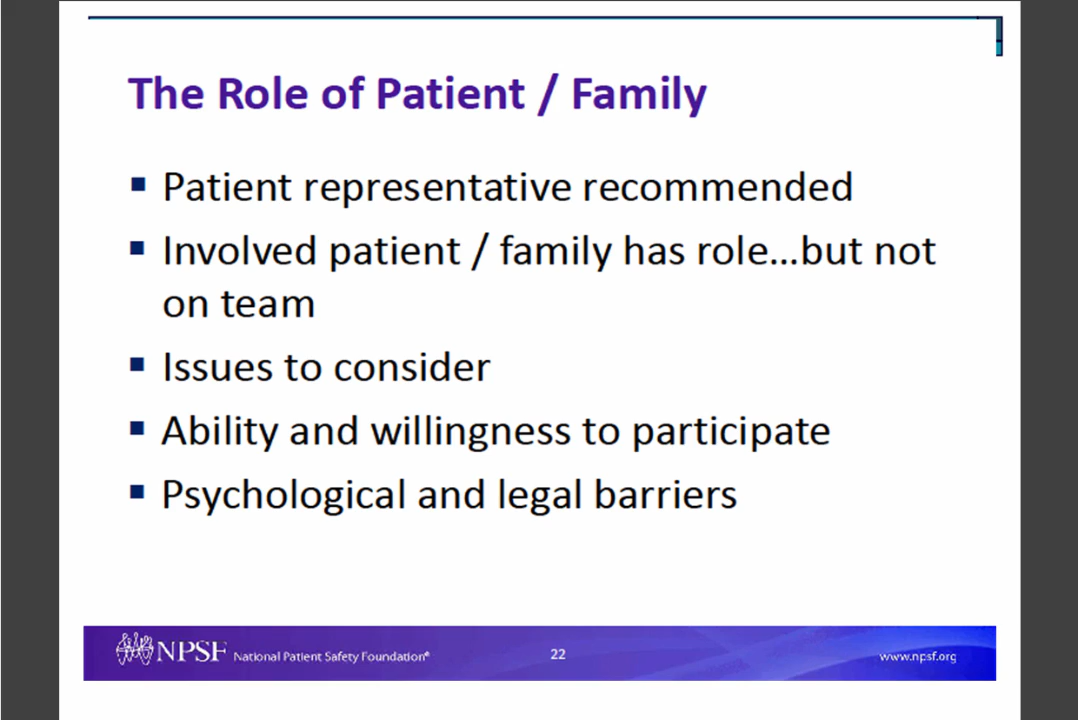 The Role of Patient / Family
▪ Patient representative recommended
▪ Involved patient / family has role...but not
on team
▪ Issues to consider
▪ Ability and willingness to participate
▪ Psychological and legal barriers
NPSF National Patient Safety Foundation® 22 www.npsf.org